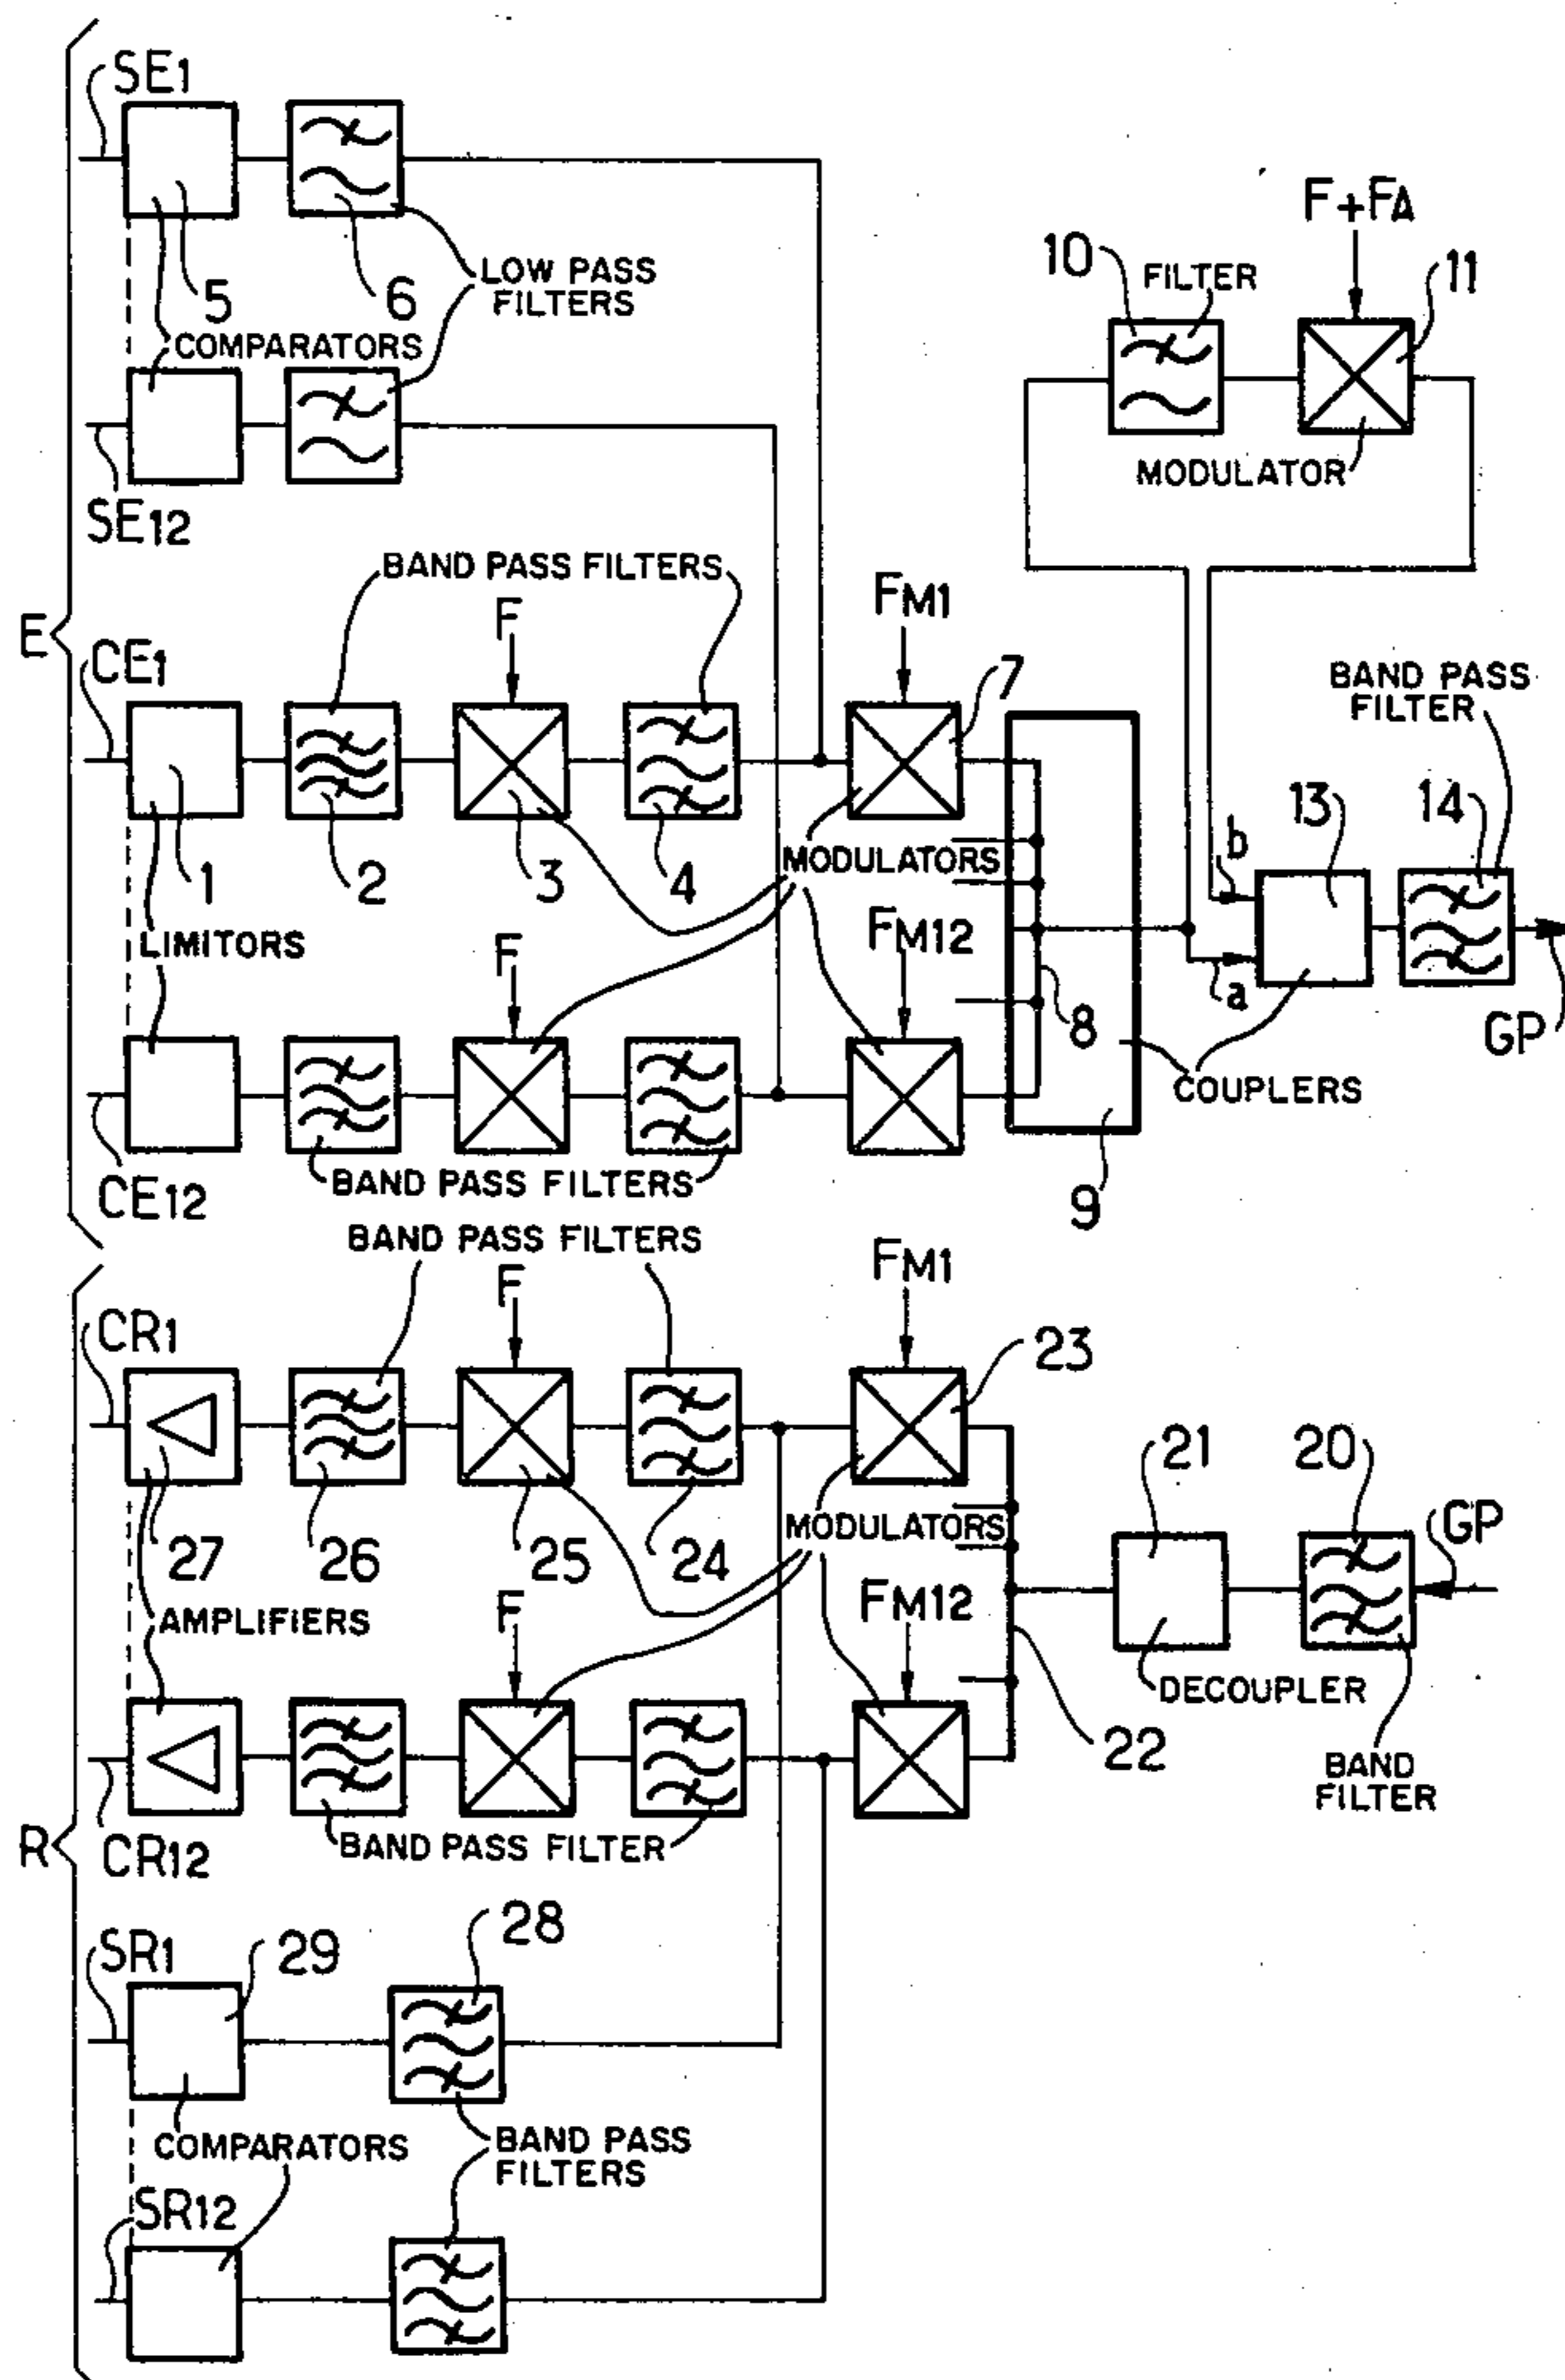 SE1
5
6
LOW PASS
FILTERS
COMPARATORS
SE12
F+FA
10
FILTER
11
MODULATOR
E
BAND PASS FILTERS
F
FM1
CE1
7
1
2
3
4
MODULATORS
LIMITORS
F
FM12
8
BAND PASS
FILTER
13
14
b
a
GP
COUPLERS
CE12
BAND PASS FILTERS
9
BAND PASS FILTERS
F
FM1
CR1
23
27
26
25
24
MODULATORS
21
20
GP
AMPLIFIERS
F
FM12
DECOUPLER
22
BAND
FILTER
R
CR12
BAND PASS FILTER
SR1
29
28
COMPARATORS
BAND PASS
FILTERS
SR12